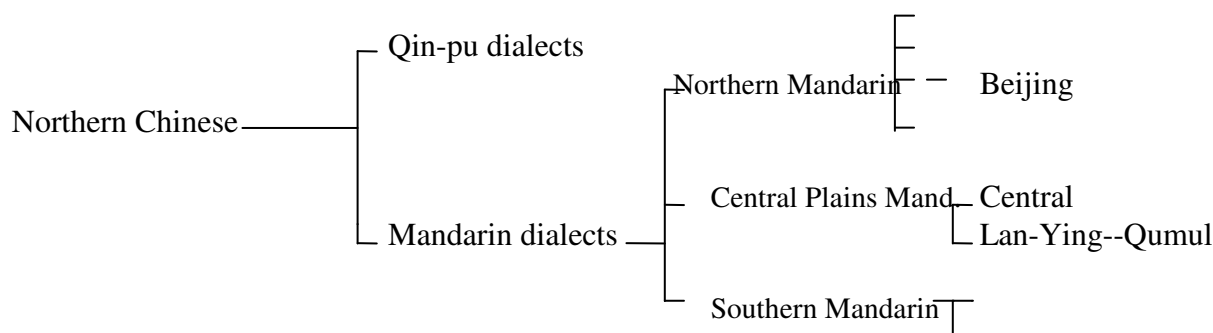 Qin-pu dialects
Northern Mandarin
Beijing
Northern Chinese
Central Plains Mand.
Central
Mandarin dialects
Lan-Ying--Qumul
Southern Mandarin